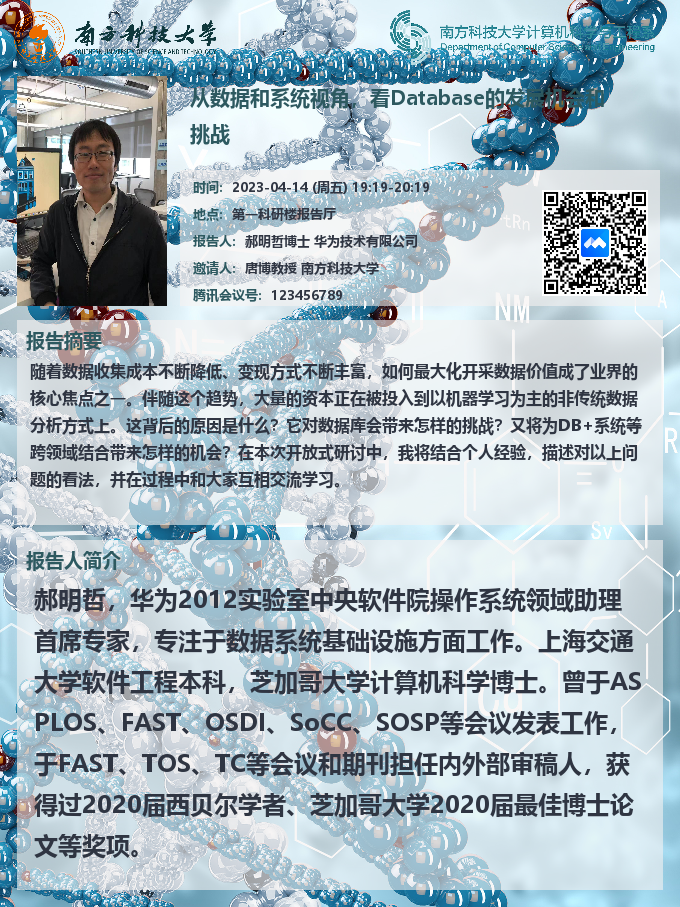 南方科技大学
SOUTHERN UNIVERSITY OF SCIENCE AND TECHNOLOGY
南方科技大学计算机科学与工程系
Department of Computer Science and Engineering
从数据和系统视角，看Database的发展机会和
挑战
时间：2023-04-14 (周五) 19:19-20:19
地点：第一科研楼报告厅
报告人：郝明哲博士 华为技术有限公司
邀请人：唐博教授 南方科技大学
腾讯会议号：123456789
tRn
A
NM
N=
R
报告摘要
随着数据收集成本不断降低、变现方式不断丰富，如何最大化开采数据价值成了业界的
核心焦点之一。伴随这个趋势，大量的资本正在被投入到以机器学习为主的非传统数据
分析方式上。这背后的原因是什么？它对数据库会带来怎样的挑战？又将为DB+系统等
跨领域结合带来怎样的机会？在本次开放式研讨中，我将结合个人经验，描述对以上问
题的看法，并在过程中和大家互相交流学习。
Sv
报告人简介
郝明哲，华为2012实验室中央软件院操作系统领域助理
首席专家，专注于数据系统基础设施方面工作。上海交通
大学软件工程本科，芝加哥大学计算机科学博士。曾于AS
PLOS、FAST、OSDI、SoCC、SOSP等会议发表工作，
于FAST、TOS、TC等会议和期刊担任内外部审稿人，获
得过2020届西贝尔学者、芝加哥大学2020届最佳博士论
文等奖项。